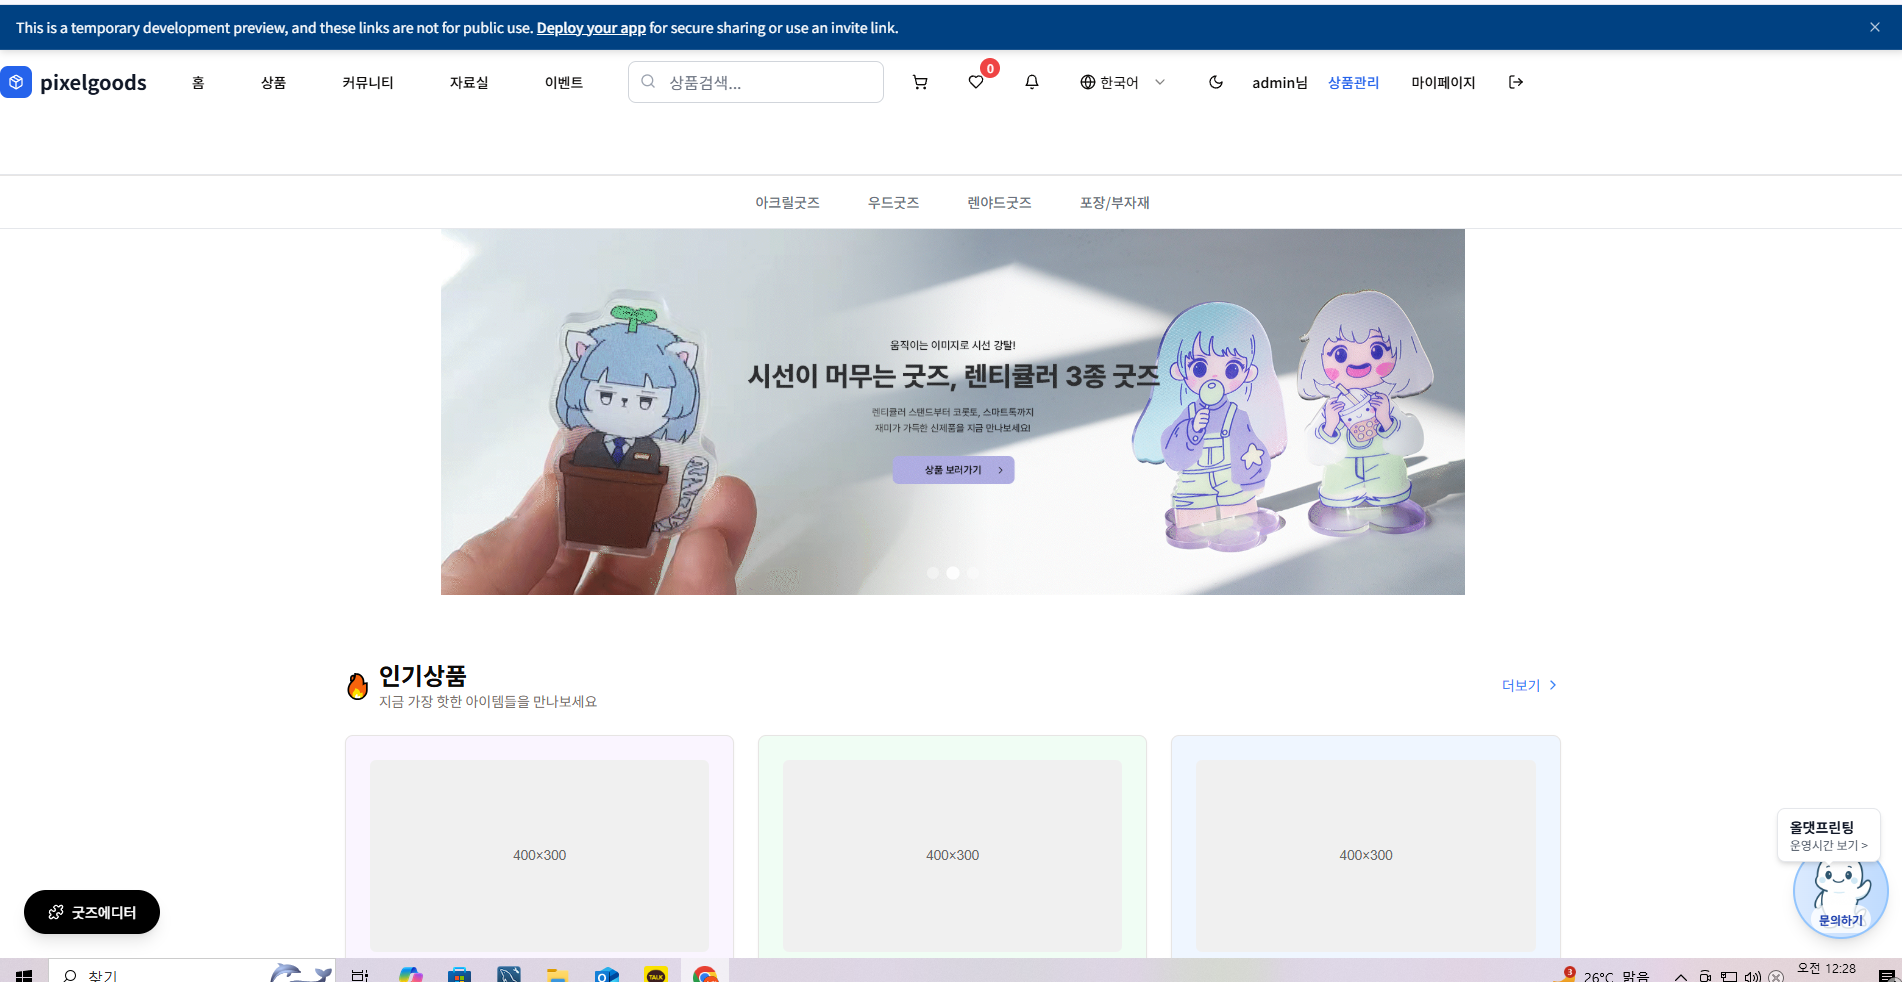 This is a temporary development preview, and these links are not for public use. Deploy your app for secure sharing or use an invite link.
pixelgoods 홈 상품 커뮤니티 자료실 이벤트 상품검색... 0 한국어 admin님 상품관리 마이페이지
아크릴굿즈 우드굿즈 렌야드굿즈 포장/부자재
움직이는 이미지로 시선 강탈!
시선이 머무는 굿즈, 렌티큘러 3종 굿즈
렌티큘러 스탠드부터 코롯토, 스마트톡까지
재미가 가득한 신제품을 지금 만나보세요!
상품 보러가기
인기상품
지금 가장 핫한 아이템들을 만나보세요
더보기
400×300 400×300 400×300
올댓프린팅
운영시간 보기 >
문의하기
굿즈에디터
찾기
TALK
3
26°C 맑음
오전 12:28